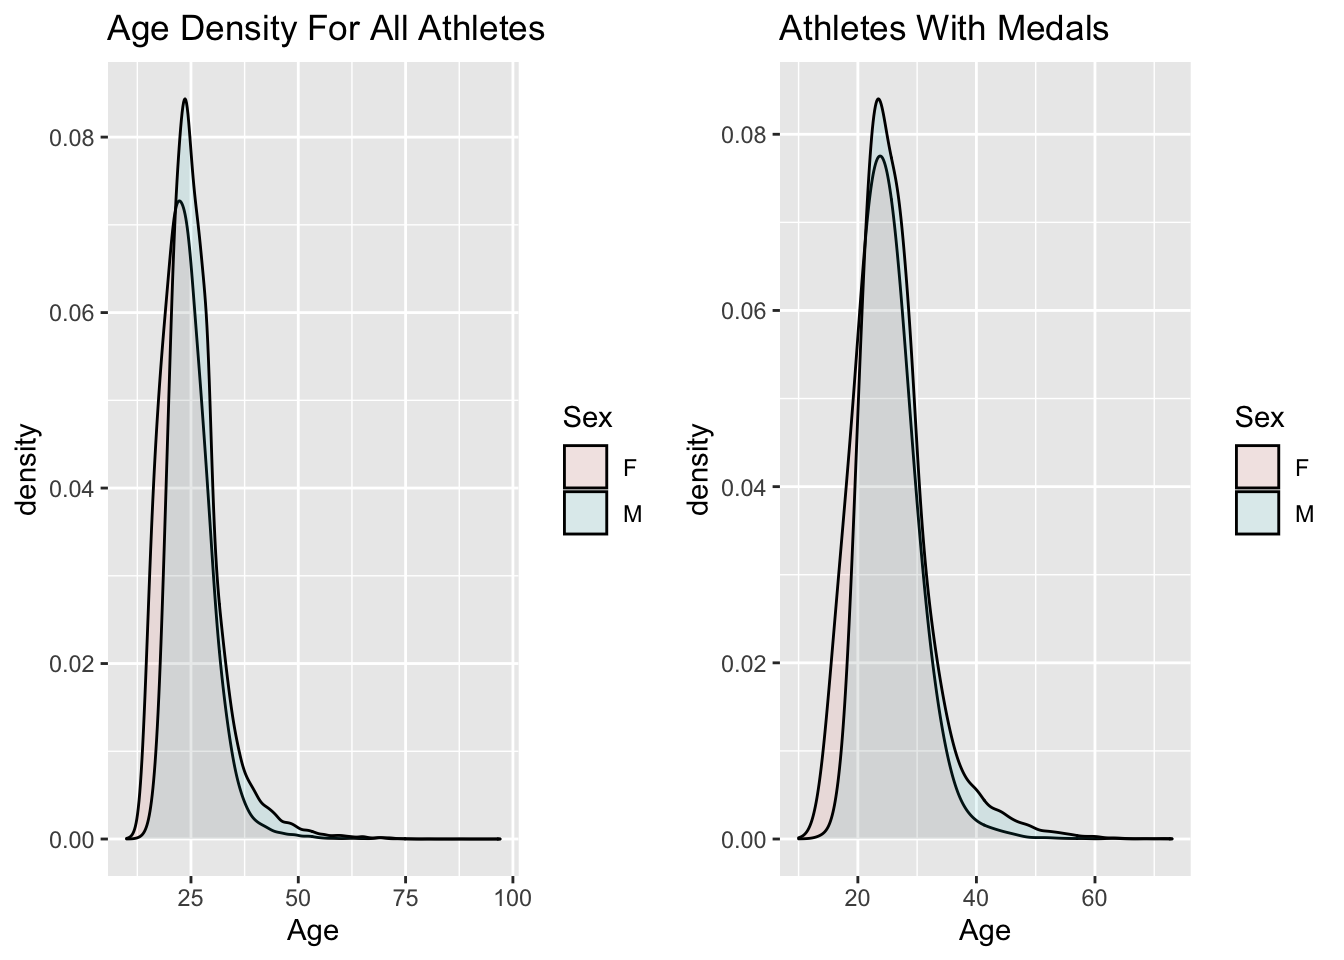 Age Density For All Athletes
density
0.08
0.06
0.04
0.02
0.00
25 50 75 100
Age
Sex
F
M
Athletes With Medals
density
0.08
0.06
0.04
0.02
0.00
20 40 60
Age
Sex
F
M